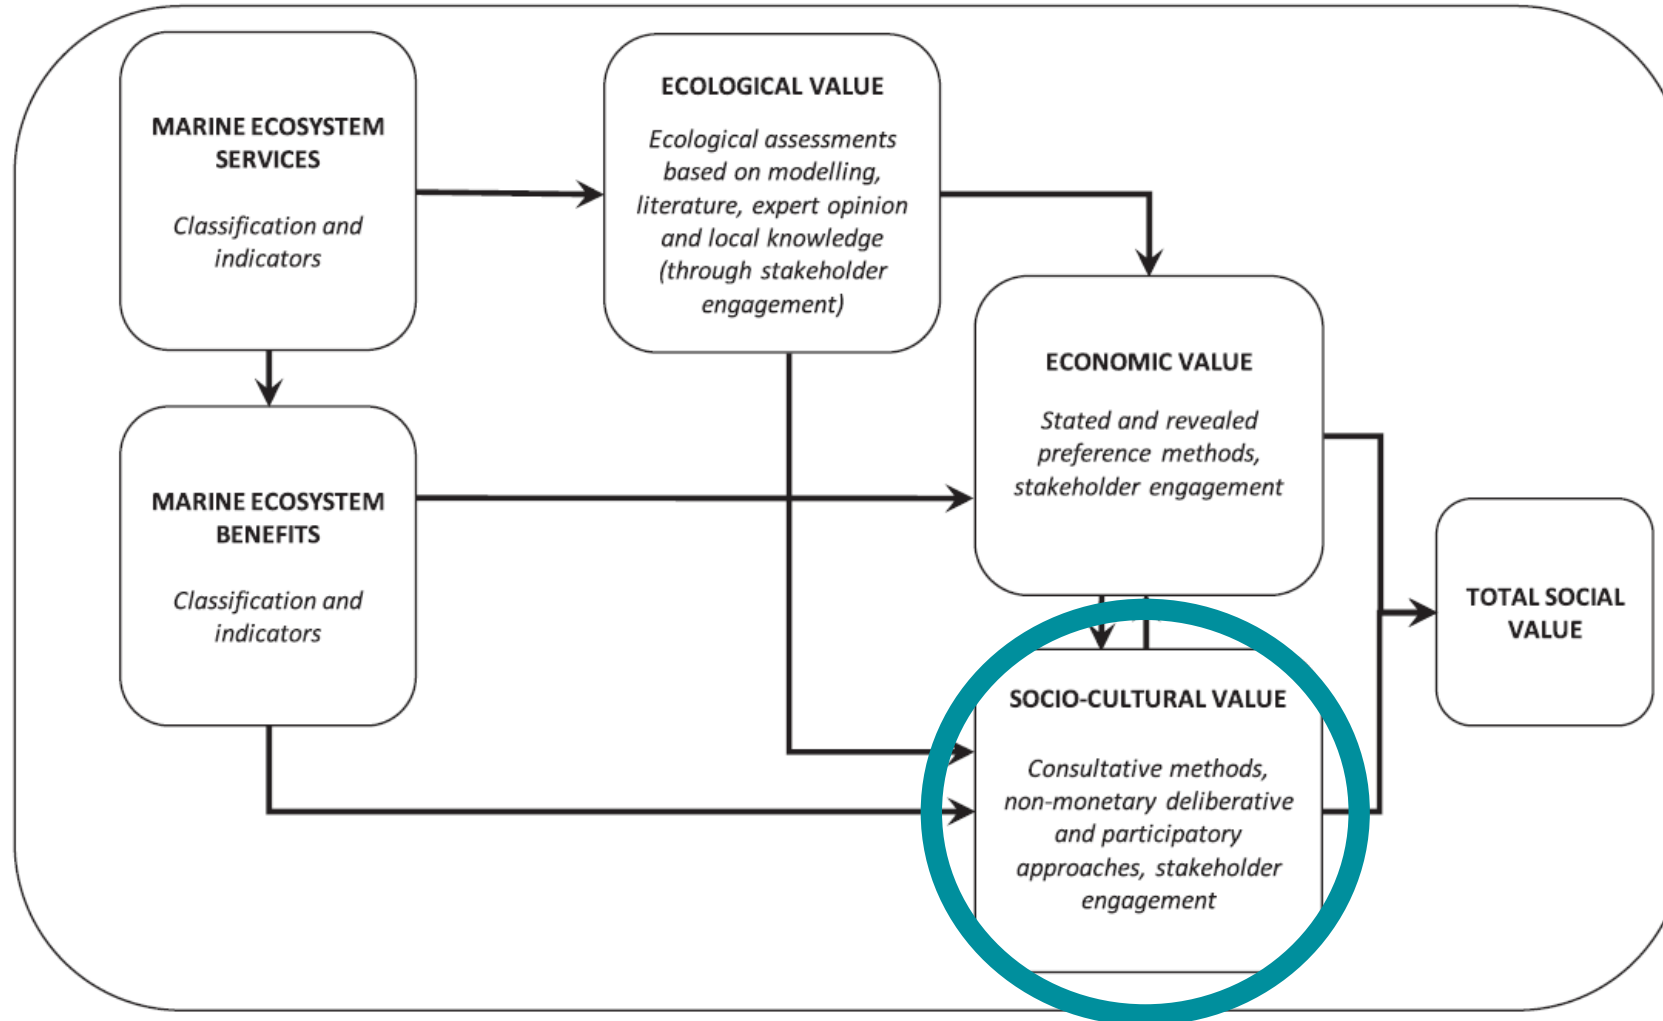 MARINE ECOSYSTEM
SERVICES
Classification and
indicators
ECOLOGICAL VALUE
Ecological assessments
based on modelling,
literature, expert opinion
and local knowledge
(through stakeholder
engagement)
MARINE ECOSYSTEM
BENEFITS
Classification and
indicators
ECONOMIC VALUE
Stated and revealed
preference methods,
stakeholder engagement
SOCIO-CULTURAL VALUE
Consultative methods,
non-monetary deliberative
and participatory
approaches, stakeholder
engagement
TOTAL SOCIAL
VALUE